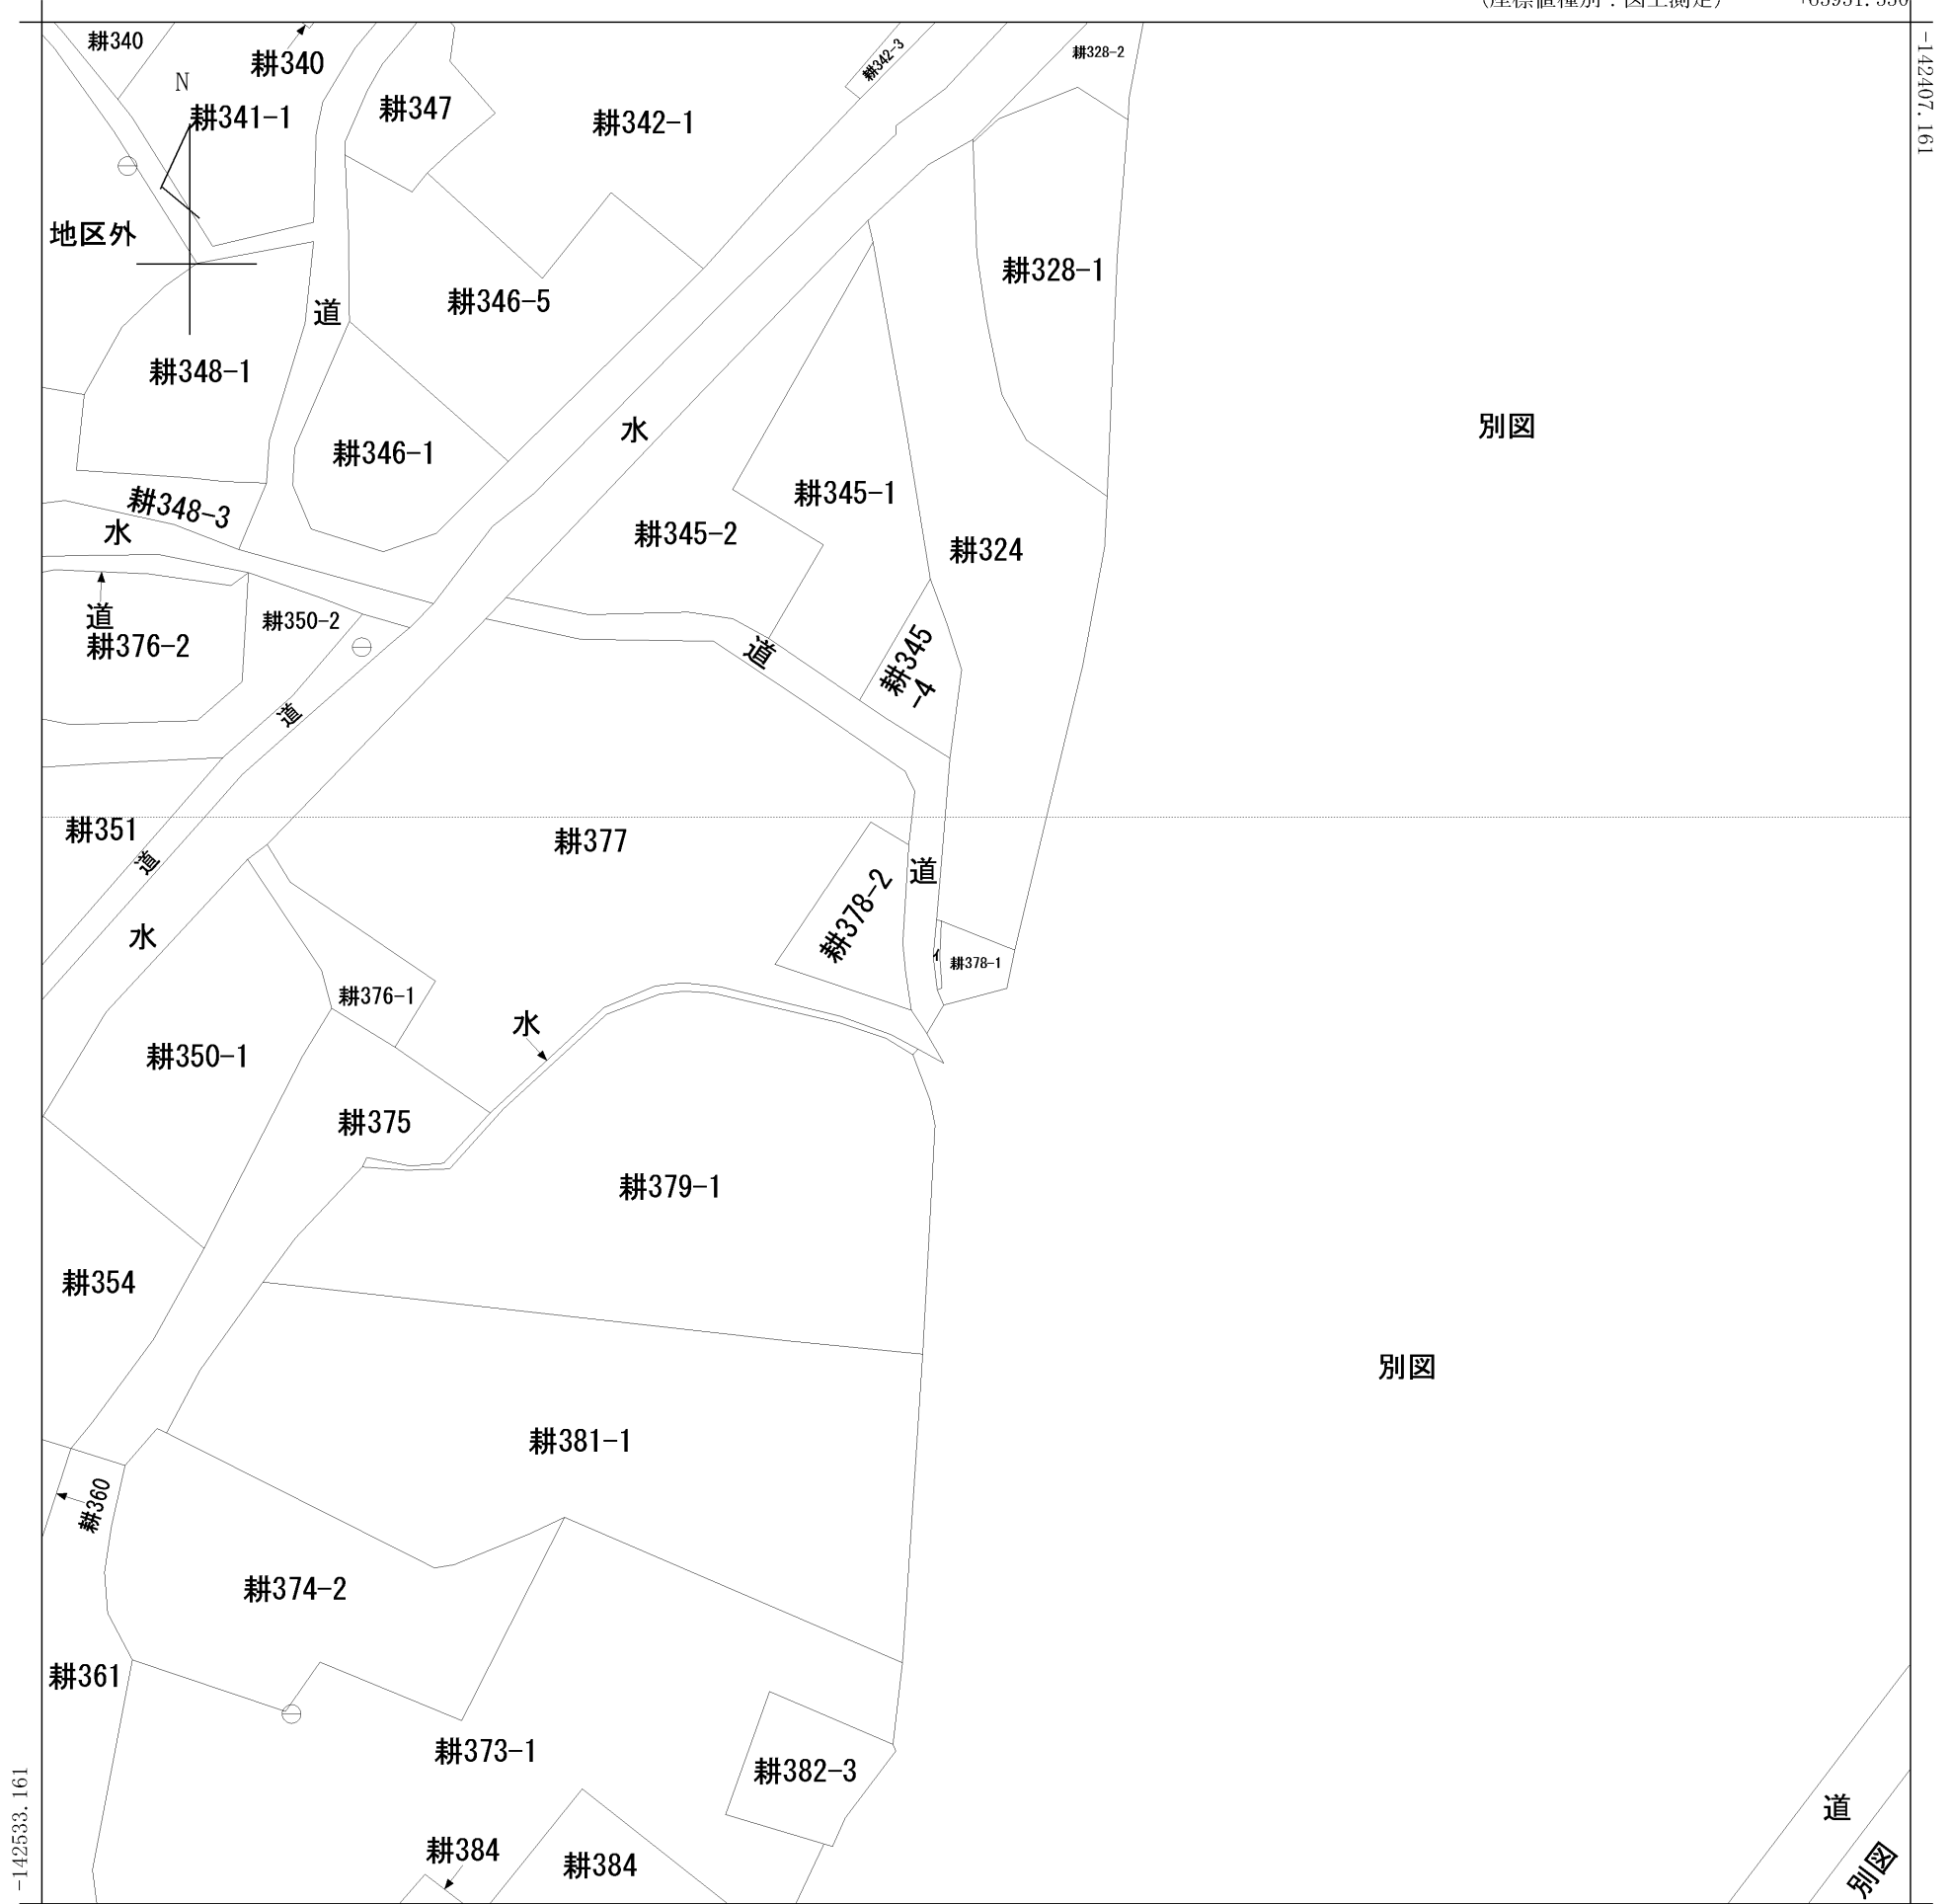 -142407.161
耕340
耕340
耕342-3
耕328-2
N
耕341-1
耕347
耕342-1
地区外
耕328-1
耕346-5
道
耕348-1
別図
水
耕346-1
耕345-1
耕348-3
水
耕345-2
耕324
道
耕350-2
耕376-2
道
耕345
-4
道
耕351
耕377
道
道
耕378-2
水
イ
耕378-1
耕376-1
水
耕350-1
耕375
耕379-1
耕354
別図
耕381-1
耕360
耕374-2
耕361
耕373-1
耕382-3
道
-142533.161
耕384
耕384
別図